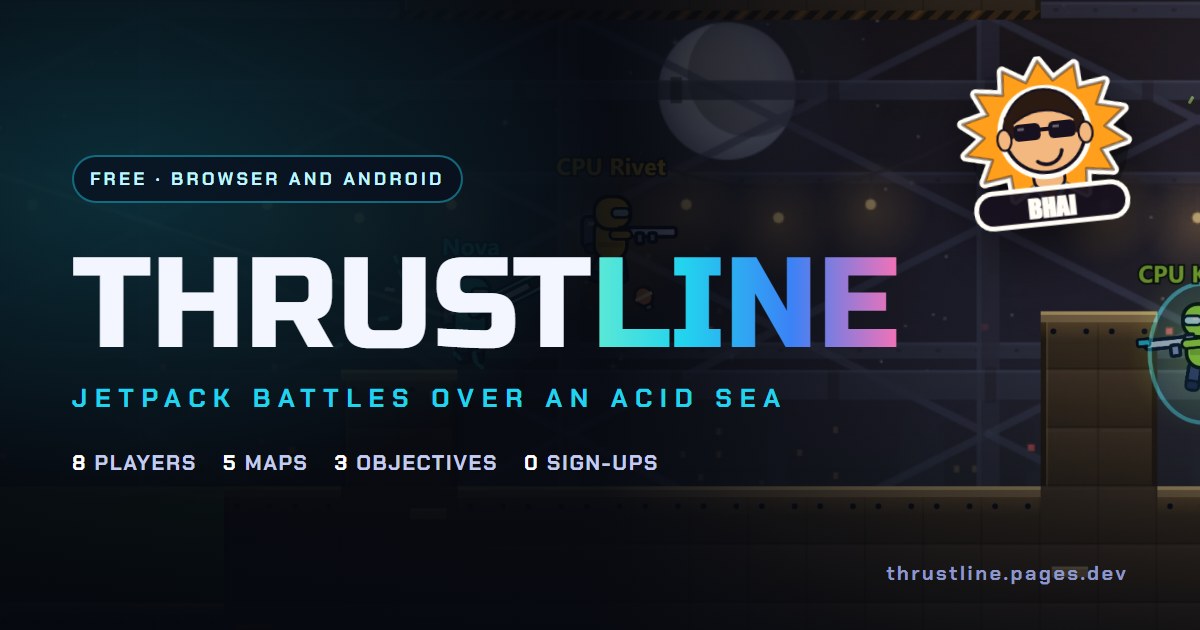 FREE · BROWSER AND ANDROID
CPU Rivet
BHAI
Nova
CPU K
THRUSTLINE
JETPACK BATTLES OVER AN ACID SEA
8 PLAYERS 5 MAPS 3 OBJECTIVES 0 SIGN-UPS
thrustline.pages.dev